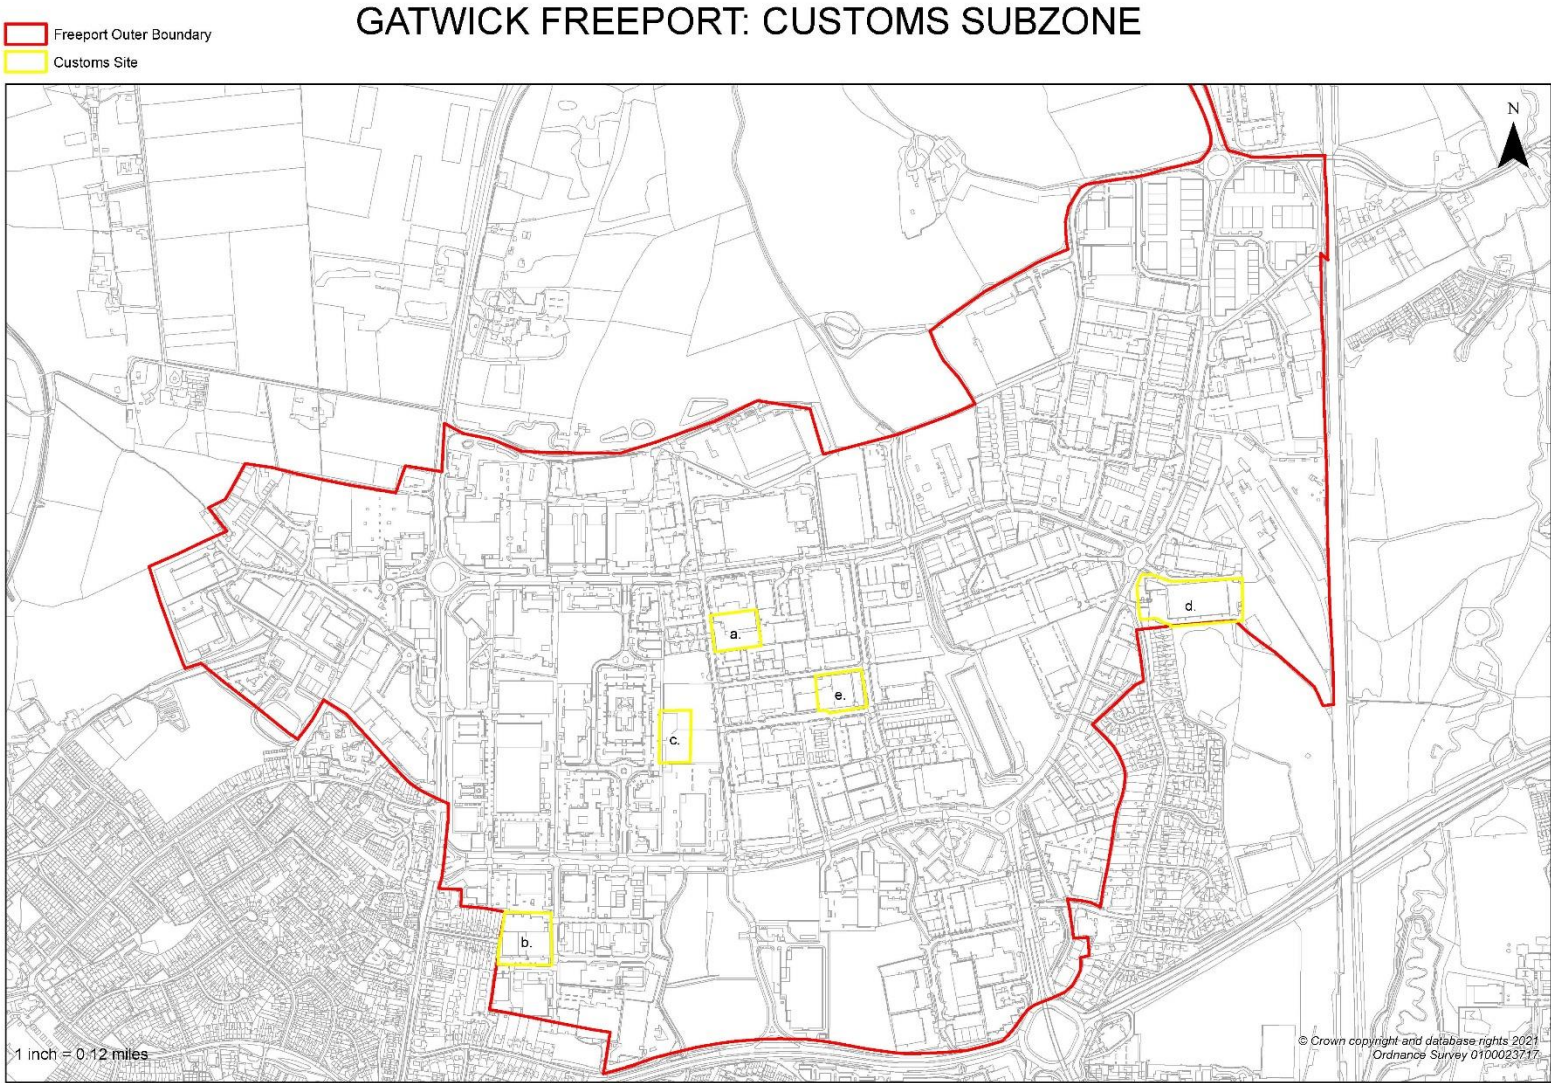 GATWICK FREEPORT: CUSTOMS SUBZONE
Freeport Outer Boundary
Customs Site
N
a.
b.
c.
d.
e.
1 inch = 0.12 miles
© Crown copyright and database rights 2021
Ordnance Survey 0100023717